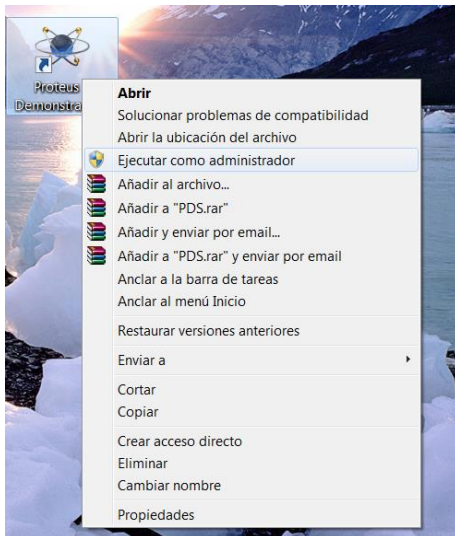 Proteus
Demonstra
Abrir
Solucionar problemas de compatibilidad
Abrir la ubicación del archivo
Ejecutar como administrador
Añadir al archivo...
Añadir a "PDS.rar"
Añadir y enviar por email...
Añadir a "PDS.rar" y enviar por email
Anclar a la barra de tareas
Anclar al menú Inicio
Restaurar versiones anteriores
Enviar a
Cortar
Copiar
Crear acceso directo
Eliminar
Cambiar nombre
Propiedades